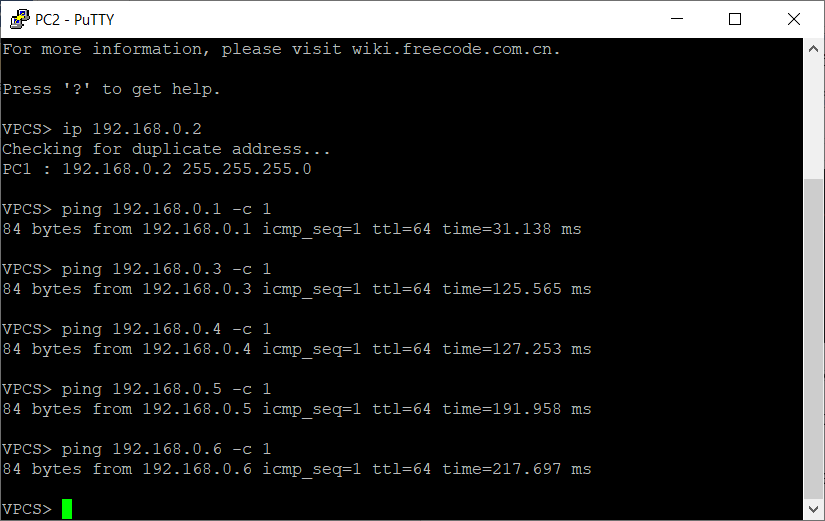 PC2 - PuTTY
For more information, please visit wiki.freecode.com.cn.
Press '?' to get help.
VPCS> ip 192.168.0.2
Checking for duplicate address...
PC1 : 192.168.0.2 255.255.255.0
VPCS> ping 192.168.0.1 -c 1
84 bytes from 192.168.0.1 icmp_seq=1 ttl=64 time=31.138 ms
VPCS> ping 192.168.0.3 -c 1
84 bytes from 192.168.0.3 icmp_seq=1 ttl=64 time=125.565 ms
VPCS> ping 192.168.0.4 -c 1
84 bytes from 192.168.0.4 icmp_seq=1 ttl=64 time=127.253 ms
VPCS> ping 192.168.0.5 -c 1
84 bytes from 192.168.0.5 icmp_seq=1 ttl=64 time=191.958 ms
VPCS> ping 192.168.0.6 -c 1
84 bytes from 192.168.0.6 icmp_seq=1 ttl=64 time=217.697 ms
VPCS>